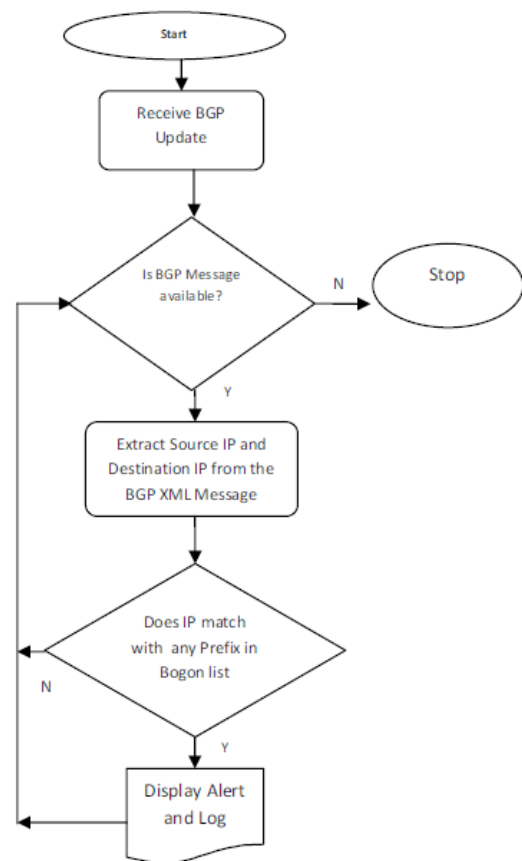 Start
Receive BGP
Update
Is BGP Message
available?
N
Stop
Y
Extract Source IP and
Destination IP from the
BGP XML Message
Does IP match
with any Prefix in
Bogon list
N
Y
Display Alert
and Log